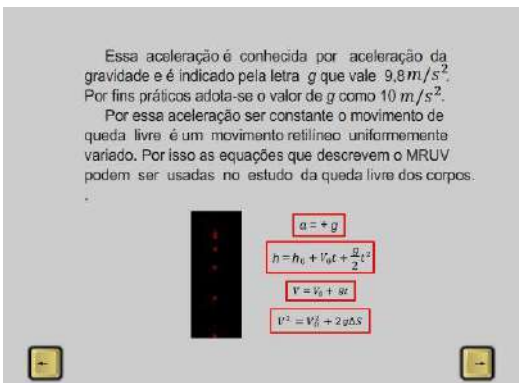 Essa aceleração é conhecida por aceleração da
gravidade e é indicado pela letra g que vale 9,8 m/s².
Por fins práticos adota-se o valor de g como 10 m/s².
Por essa aceleração ser constante o movimento de
queda livre é um movimento retilíneo uniformemente
variado. Por isso as equações que descrevem o MRUV
podem ser usadas no estudo da queda livre dos corpos.
.
a = + g
h = h₀ + V₀t + g/2 t²
V = V₀ + gt
V² = V₀² + 2gΔS